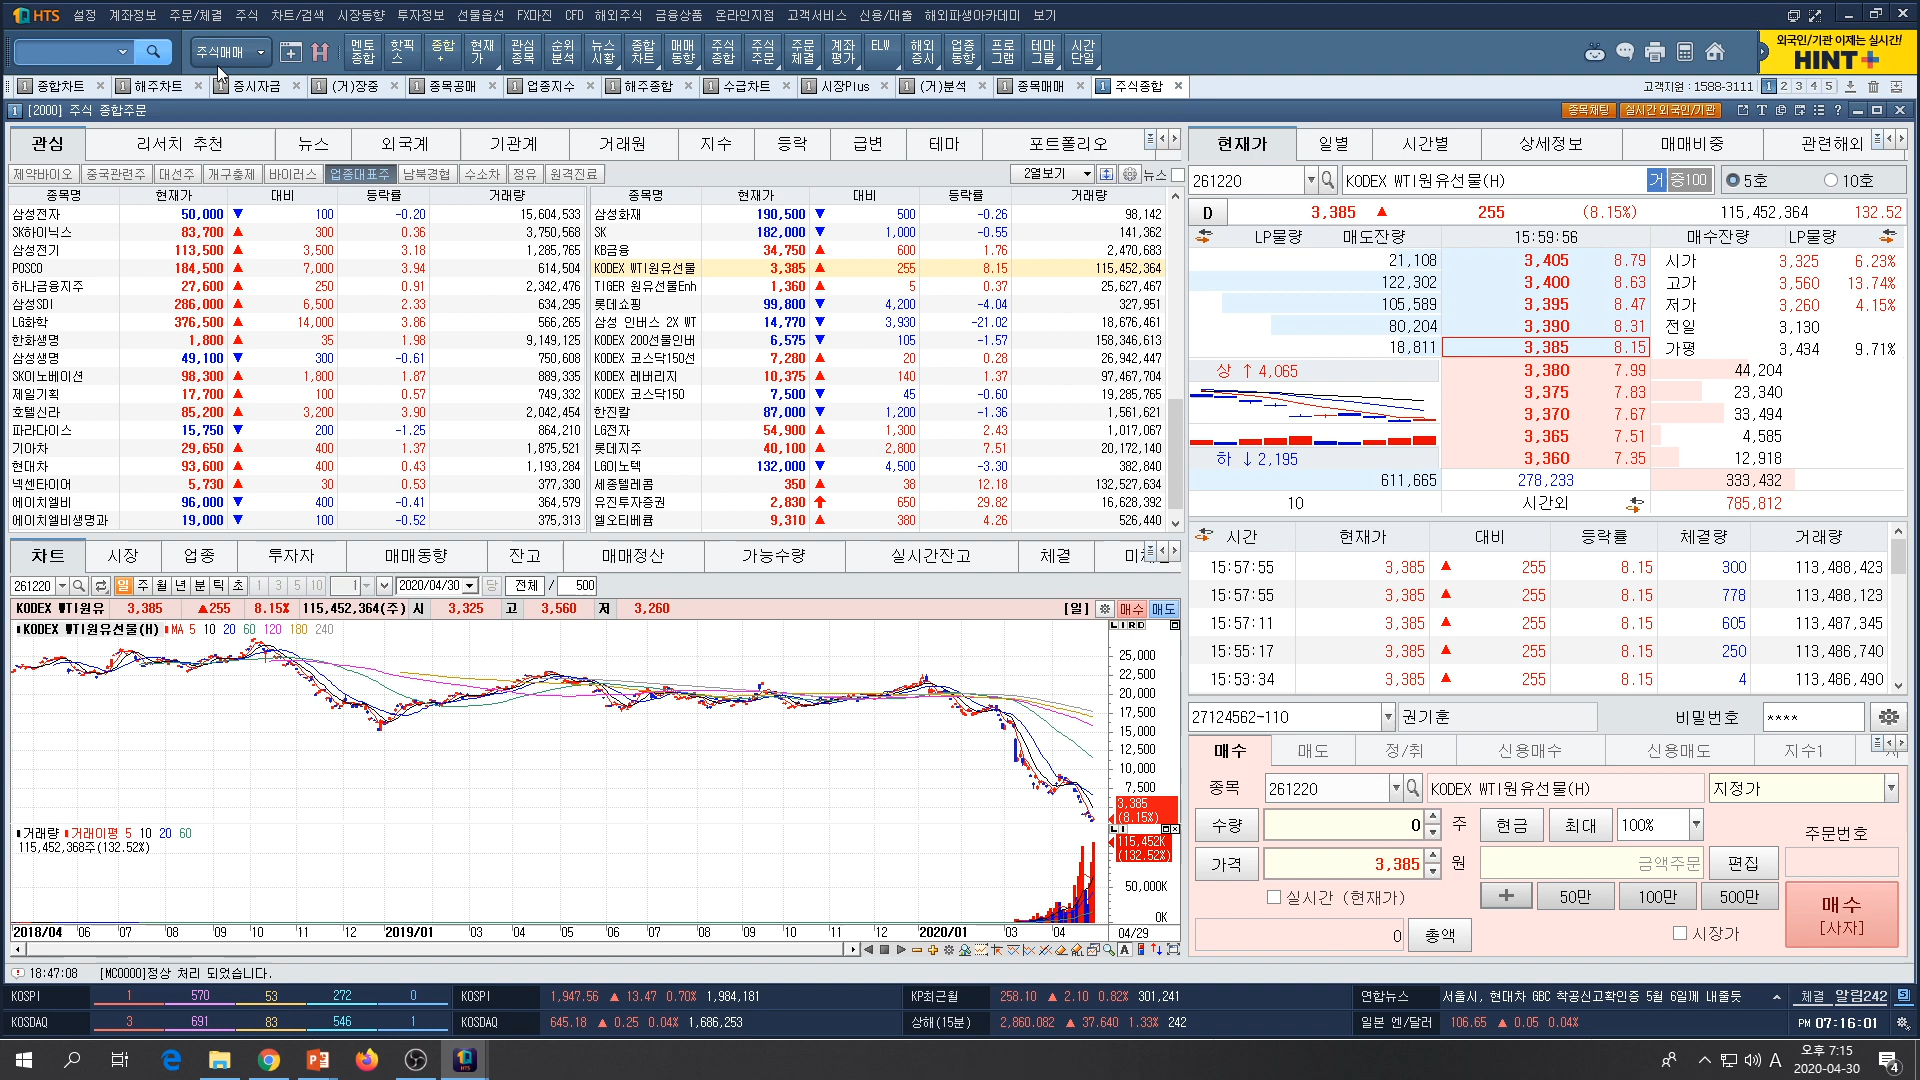 HTS 설정 계좌정보 주문/체결 주식 차트/검색 시장동향 투자정보 선물옵션 FX마진 CFD 해외주식 금융상품 온라인지점 고객서비스 신용/대출 해외파생아카데미 보기
주식매매 멘토종합 핫픽스 종합+ 현재가 관심종목 순위분석 뉴스시황 종합차트 매매동향 주식종합 주식주문 주문체결 계좌평가 ELW 해외증시 업종동향 프로그램 테마그룹 시간단일
외국인/기관 이제는 실시간!
HINT+
1 종합차트 1 해주차트 1 증시자금 1 (거)장중 1 종목공매 1 업종지수 1 해주종합 1 수급차트 1 시장Plus 1 (거)분석 1 종목매매 1 주식종합 고객지원 : 1588-3111 1 2 3 4 5
1 [2000] 주식 종합주문 종목채팅 실시간 외국인/기관
관심 리서치 추천 뉴스 외국계 기관계 거래원 지수 등락 급변 테마 포트폴리오
제약바이오 중국관련주 대선주 개구충제 바이러스 업종대표주 남북경협 수소차 정유 원격진료 2열보기 뉴스
종목명 현재가 대비 등락률 거래량 종목명 현재가 대비 등락률 거래량
삼성전자 50,000 ▼ 100 -0.20 15,604,533 삼성화재 190,500 ▼ 500 -0.26 98,142
SK하이닉스 83,700 ▲ 300 0.36 3,750,568 SK 182,000 ▼ 1,000 -0.55 141,362
삼성전기 113,500 ▲ 3,500 3.18 1,285,765 KB금융 34,750 ▲ 600 1.76 2,470,683
POSCO 184,500 ▲ 7,000 3.94 614,504 KODEX WTI원유선물 3,385 ▲ 255 8.15 115,452,364
하나금융지주 27,600 ▲ 250 0.91 2,342,476 TIGER 원유선물Enh 1,360 ▲ 5 0.37 25,627,467
삼성SDI 286,000 ▲ 6,500 2.33 634,295 롯데쇼핑 99,800 ▼ 4,200 -4.04 327,951
LG화학 376,500 ▲ 14,000 3.86 566,265 삼성 인버스 2X WT 14,770 ▼ 3,930 -21.02 18,676,461
한화생명 1,800 ▲ 35 1.98 9,149,125 KODEX 200선물인버 6,575 ▼ 105 -1.57 158,346,613
삼성생명 49,100 ▼ 300 -0.61 750,608 KODEX 코스닥150선 7,280 ▲ 20 0.28 26,942,447
SK이노베이션 98,300 ▲ 1,800 1.87 889,335 KODEX 레버리지 10,375 ▲ 140 1.37 97,467,704
제일기획 17,700 ▲ 100 0.57 749,332 KODEX 코스닥150 7,500 ▼ 45 -0.60 19,285,765
호텔신라 85,200 ▲ 3,200 3.90 2,042,454 한진칼 87,000 ▼ 1,200 -1.36 1,561,621
파라다이스 15,750 ▼ 200 -1.25 864,210 LG전자 54,900 ▲ 1,300 2.43 1,017,067
기아차 29,650 ▲ 400 1.37 1,875,521 롯데지주 40,100 ▲ 2,800 7.51 20,172,140
현대차 93,600 ▲ 400 0.43 1,193,284 LG이노텍 132,000 ▼ 4,500 -3.30 382,840
넥센타이어 5,730 ▲ 30 0.53 377,330 세종텔레콤 350 ▲ 38 12.18 132,527,634
에이치엘비 96,000 ▼ 400 -0.41 364,579 유진투자증권 2,830 ↑ 650 29.82 16,628,392
에이치엘비생명과 19,000 ▼ 100 -0.52 375,313 엘오티베큠 9,310 ▲ 380 4.26 526,440
차트 시장 업종 투자자 매매동향 잔고 매매정산 가능수량 실시간잔고 체결 미체
261220 일 주 월 년 분 틱 초 1 3 5 10 1 2020/04/30 당 전체 / 500
KODEX WTI원유 3,385 ▲255 8.15% 115,452,364(주) 시 3,325 고 3,560 저 3,260 [일] 매수 매도
KODEX WTI원유선물(H) MA 5 10 20 60 120 180 240
25,000
22,500
20,000
17,500
15,000
12,500
10,000
7,500
3,385
(8.15%)
거래량 거래이평 5 10 20 60
115,452,368주(132.52%)
115,452K
(132.52%)
50,000K
0K
2018/04 06 07 08 09 10 11 12 2019/01 03 04 05 06 07 08 09 10 11 12 2020/01 03 04 04/29
18:47:08 [MC0000]정상 처리 되었습니다.
현재가 일별 시간별 상세정보 매매비중 관련해외
261220 KODEX WTI원유선물(H) 거 증100 5호 10호
D 3,385 ▲ 255 (8.15%) 115,452,364 132.52
LP물량 매도잔량 15:59:56 매수잔량 LP물량
21,108 3,405 8.79 시가 3,325 6.23%
122,302 3,400 8.63 고가 3,560 13.74%
105,589 3,395 8.47 저가 3,260 4.15%
80,204 3,390 8.31 전일 3,130
18,811 3,385 8.15 가평 3,434 9.71%
상 ↑ 4,065 3,380 7.99 44,204
3,375 7.83 23,340
3,370 7.67 33,494
3,365 7.51 4,585
하 ↓ 2,195 3,360 7.35 12,918
611,665 278,233 333,432
10 시간외 785,812
시간 현재가 대비 등락률 체결량 거래량
15:57:55 3,385 ▲ 255 8.15 300 113,488,423
15:57:55 3,385 ▲ 255 8.15 778 113,488,123
15:57:11 3,385 ▲ 255 8.15 605 113,487,345
15:55:17 3,385 ▲ 255 8.15 250 113,486,740
15:53:34 3,385 ▲ 255 8.15 4 113,486,490
27124562-110 권기훈 비밀번호 ****
매수 매도 정/취 신용매수 신용매도 지수1
종목 261220 KODEX WTI원유선물(H) 지정가
수량 0 주 현금 최대 100% 주문번호
가격 3,385 원 금액주문 편집
실시간 (현재가) + 50만 100만 500만 매수
[사자]
0 총액 시장가
KOSPI 1 570 53 272 0 KOSPI 1,947.56 ▲ 13.47 0.70% 1,984,181 KP최근월 258.10 ▲ 2.10 0.82% 301,241 연합뉴스 서울시, 현대차 GBC 착공신고확인증 5월 6일께 내줄듯 체결 알림242
KOSDAQ 3 691 83 546 1 KOSDAQ 645.18 ▲ 0.25 0.04% 1,686,253 상해(15분) 2,860.082 ▲ 37.640 1.33% 242 일본 엔/달러 106.65 ▲ 0.05 0.04% PM 07:16:01
A 오후 7:15
2020-04-30 4